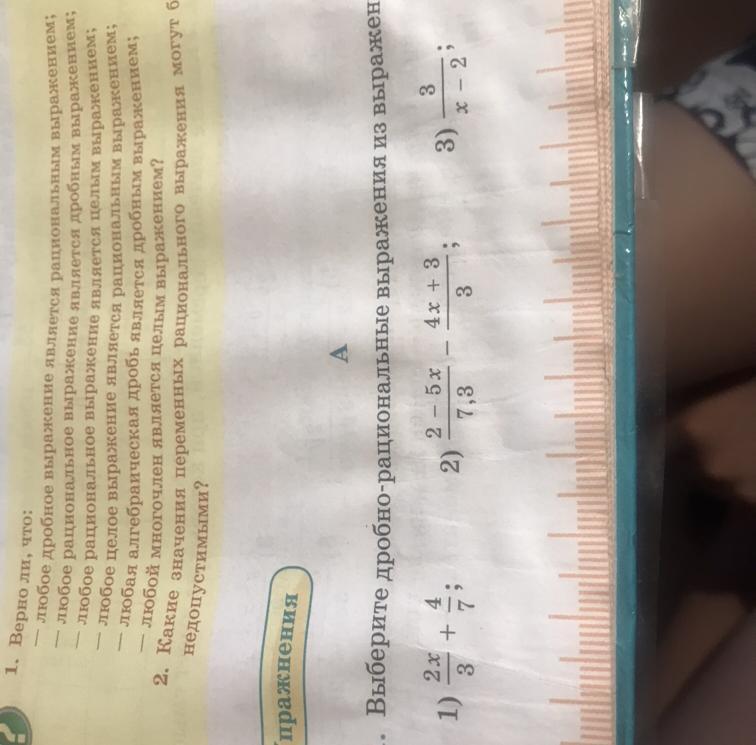 ?
1. Верно ли, что:
— любое дробное выражение является рациональным выражением;
— любое рациональное выражение является дробным выражением;
— любое рациональное выражение является целым выражением;
— любое целое выражение является рациональным выражением;
— любая алгебраическая дробь является дробным выражением;
— любой многочлен является целым выражением?
2. Какие значения переменных рационального выражения могут б
недопустимыми?
пражнения
А
. Выберите дробно-рациональные выражения из выражен
1) 2x/3 + 4/7; 2) (2 − 5x)/7,3 − (4x + 3)/3; 3) 3/(x − 2);